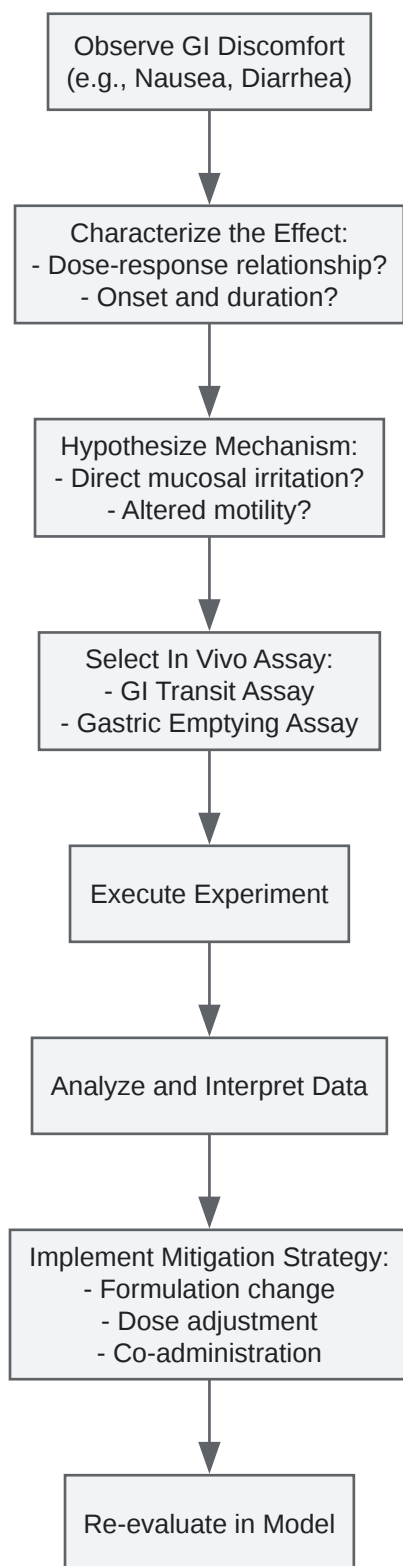 Observe GI Discomfort
(e.g., Nausea, Diarrhea)
Characterize the Effect:
- Dose-response relationship?
- Onset and duration?
Hypothesize Mechanism:
- Direct mucosal irritation?
- Altered motility?
Select In Vivo Assay:
- GI Transit Assay
- Gastric Emptying Assay
Execute Experiment
Analyze and Interpret Data
Implement Mitigation Strategy:
- Formulation change
- Dose adjustment
- Co-administration
Re-evaluate in Model